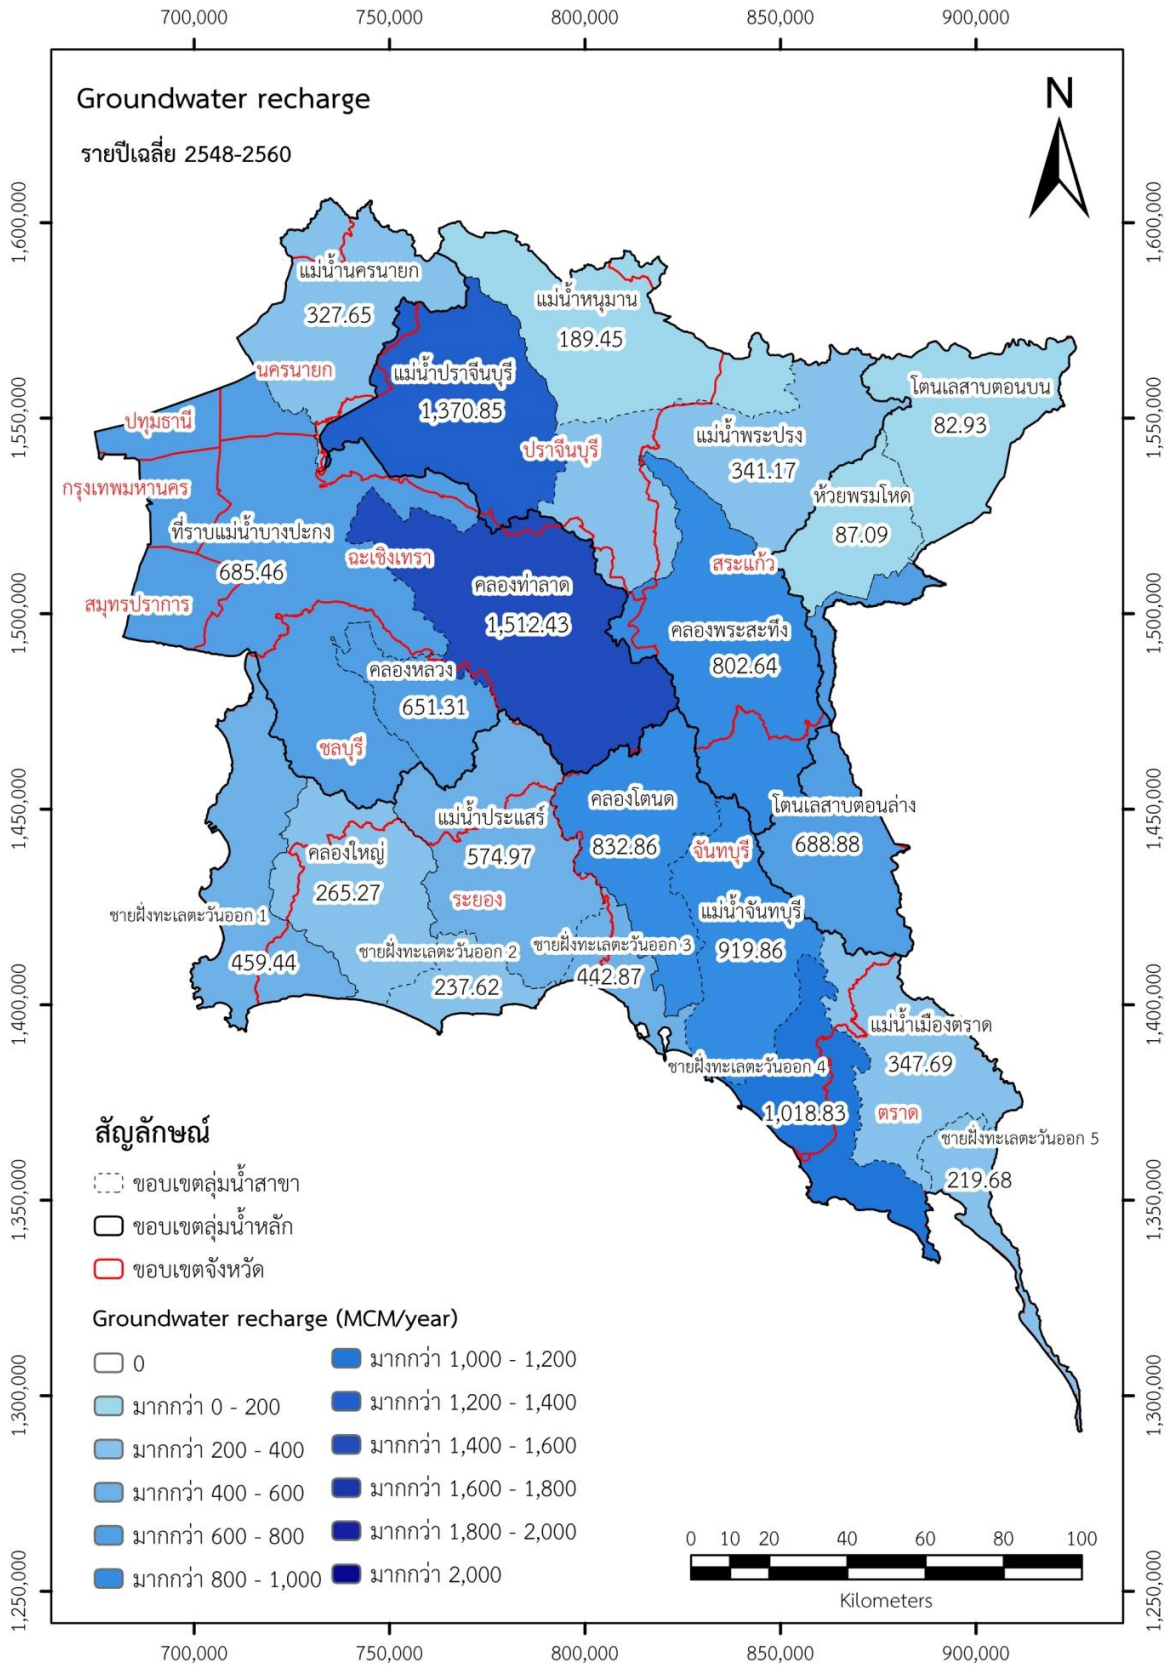 700,000 750,000 800,000 850,000 900,000
Groundwater recharge
รายปีเฉลี่ย 2548-2560
N
1,600,000
1,600,000
แม่น้ำนครนายก
327.65
แม่น้ำหนุมาน
189.45
นครนายก
แม่น้ำปราจีนบุรี
1,370.85
โตนเลสาบตอนบน
82.93
1,550,000
1,550,000
ปทุมธานี
ปราจีนบุรี
แม่น้ำพระปรง
341.17
กรุงเทพมหานคร
ห้วยพรมโหด
87.09
ที่ราบแม่น้ำบางปะกง
685.46
ฉะเชิงเทรา
สระแก้ว
คลองท่าลาด
1,512.43
สมุทรปราการ
1,500,000
1,500,000
คลองพระสะทึง
802.64
คลองหลวง
651.31
ชลบุรี
1,450,000
1,450,000
คลองโตนด
832.86
โตนเลสาบตอนล่าง
688.88
แม่น้ำประแสร์
574.97
คลองใหญ่
265.27
จันทบุรี
ระยอง
ชายฝั่งทะเลตะวันออก 1
459.44
แม่น้ำจันทบุรี
919.86
ชายฝั่งทะเลตะวันออก 2
237.62
ชายฝั่งทะเลตะวันออก 3
442.87
1,400,000
1,400,000
แม่น้ำเมืองตราด
347.69
ชายฝั่งทะเลตะวันออก 4
1,018.83
ตราด
ชายฝั่งทะเลตะวันออก 5
219.68
1,350,000
1,350,000
สัญลักษณ์
ขอบเขตลุ่มน้ำสาขา
ขอบเขตลุ่มน้ำหลัก
ขอบเขตจังหวัด
Groundwater recharge (MCM/year)
0
มากกว่า 0 - 200
มากกว่า 200 - 400
มากกว่า 400 - 600
มากกว่า 600 - 800
มากกว่า 800 - 1,000
มากกว่า 1,000 - 1,200
มากกว่า 1,200 - 1,400
มากกว่า 1,400 - 1,600
มากกว่า 1,600 - 1,800
มากกว่า 1,800 - 2,000
มากกว่า 2,000
1,300,000
1,300,000
0 10 20 40 60 80 100
Kilometers
1,250,000
1,250,000
700,000 750,000 800,000 850,000 900,000